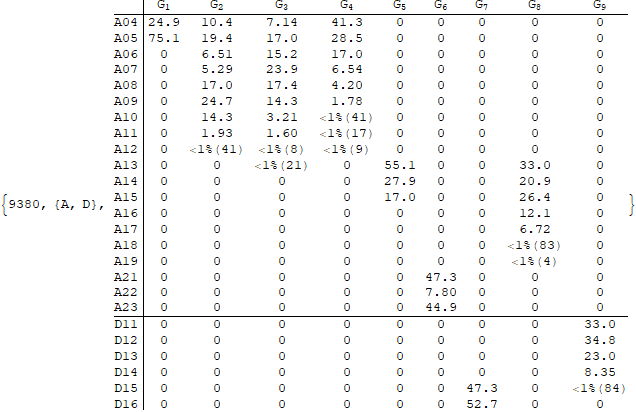 G₁ G₂ G₃ G₄ G₅ G₆ G₇ G₈ G₉
A04 24.9 10.4 7.14 41.3 0 0 0 0 0
A05 75.1 19.4 17.0 28.5 0 0 0 0 0
A06 0 6.51 15.2 17.0 0 0 0 0 0
A07 0 5.29 23.9 6.54 0 0 0 0 0
A08 0 17.0 17.4 4.20 0 0 0 0 0
A09 0 24.7 14.3 1.78 0 0 0 0 0
A10 0 14.3 3.21 <1%(41) 0 0 0 0 0
A11 0 1.93 1.60 <1%(17) 0 0 0 0 0
A12 0 <1%(41) <1%(8) <1%(9) 0 0 0 0 0
A13 0 0 <1%(21) 0 55.1 0 0 33.0 0
A14 0 0 0 0 27.9 0 0 20.9 0
A15 0 0 0 0 17.0 0 0 26.4 0
{9380, {A, D}, A16 0 0 0 0 0 0 0 12.1 0 }
A17 0 0 0 0 0 0 0 6.72 0
A18 0 0 0 0 0 0 0 <1%(83) 0
A19 0 0 0 0 0 0 0 <1%(4) 0
A21 0 0 0 0 0 47.3 0 0 0
A22 0 0 0 0 0 7.80 0 0 0
A23 0 0 0 0 0 44.9 0 0 0
D11 0 0 0 0 0 0 0 0 33.0
D12 0 0 0 0 0 0 0 0 34.8
D13 0 0 0 0 0 0 0 0 23.0
D14 0 0 0 0 0 0 0 0 8.35
D15 0 0 0 0 0 0 47.3 0 <1%(84)
D16 0 0 0 0 0 0 52.7 0 0